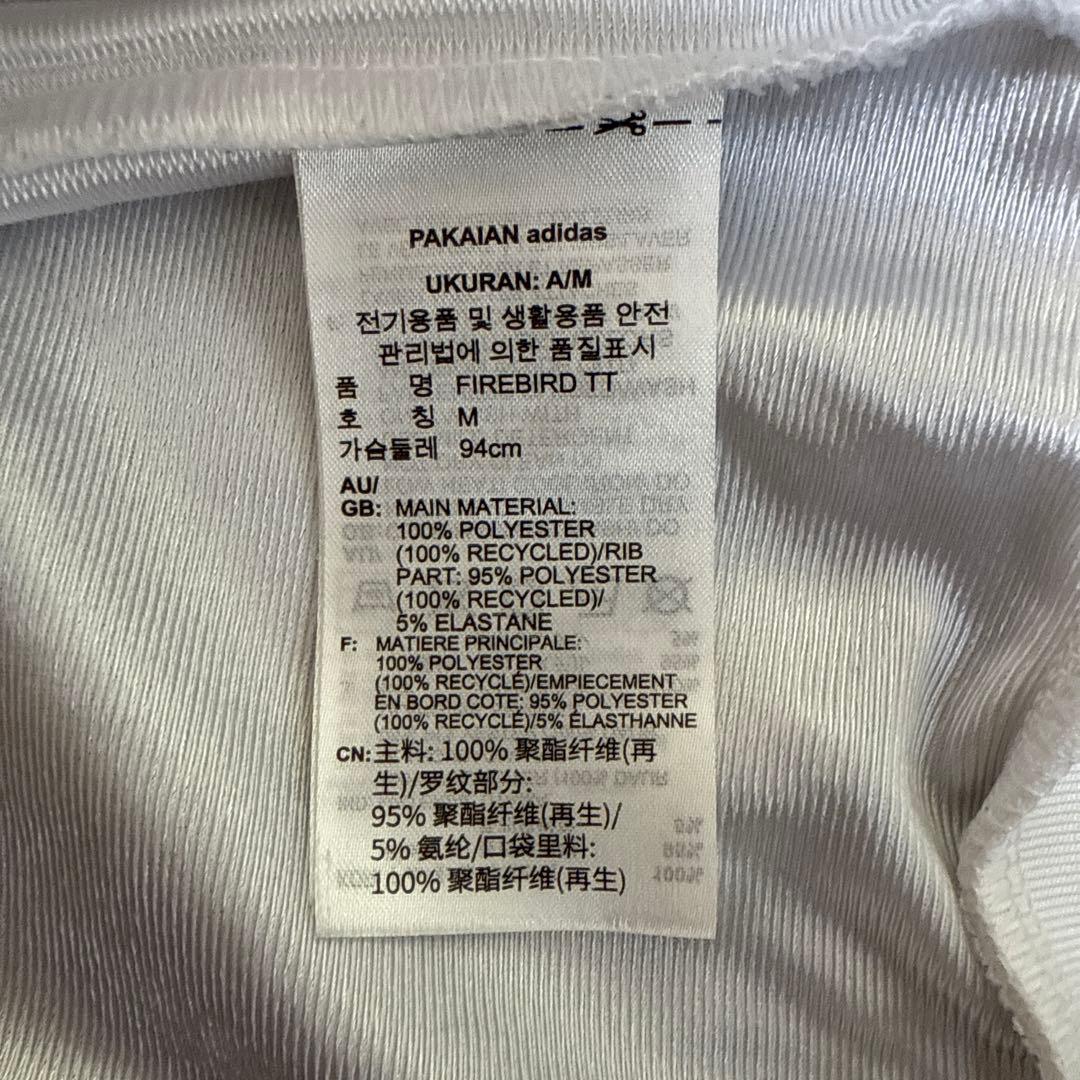 PAKAIAN adidas
UKURAN: A/M
전기용품 및 생활용품 안전
관리법에 의한 품질표시
품 명 FIREBIRD TT
호 칭 M
가슴둘레 94cm
AU/
GB: MAIN MATERIAL:
100% POLYESTER
(100% RECYCLED)/RIB
PART: 95% POLYESTER
(100% RECYCLED)/
5% ELASTANE
F: MATIERE PRINCIPALE:
100% POLYESTER
(100% RECYCLÉ)/EMPIECEMENT
EN BORD COTE: 95% POLYESTER
(100% RECYCLÉ)/5% ÉLASTHANNE
CN: 主料: 100% 聚酯纤维(再
生)/罗纹部分:
95% 聚酯纤维(再生)/
5% 氨纶/口袋里料:
100% 聚酯纤维(再生)